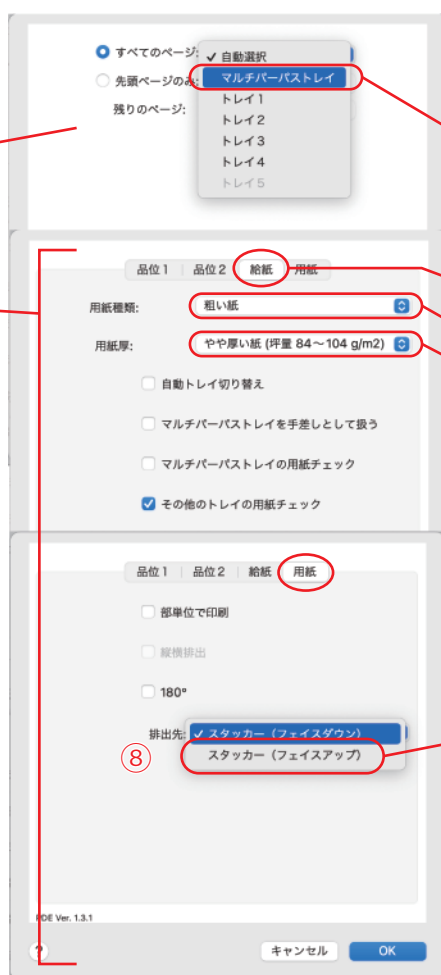 すべてのページ: ✓ 自動選択
先頭ページのみ: マルチパーパストレイ
残りのページ: トレイ1
トレイ2
トレイ3
トレイ4
トレイ5
品位1 品位2 給紙 用紙
用紙種類: 粗い紙
用紙厚: やや厚い紙 (坪量 84〜104 g/m2)
自動トレイ切り替え
マルチパーパストレイを手差しとして扱う
マルチパーパストレイの用紙チェック
その他のトレイの用紙チェック
品位1 品位2 給紙 用紙
部単位で印刷
縦横排出
180°
排出先: ✓ スタッカー（フェイスダウン）
⑧ スタッカー（フェイスアップ）
PDE Ver. 1.3.1
? キャンセル OK